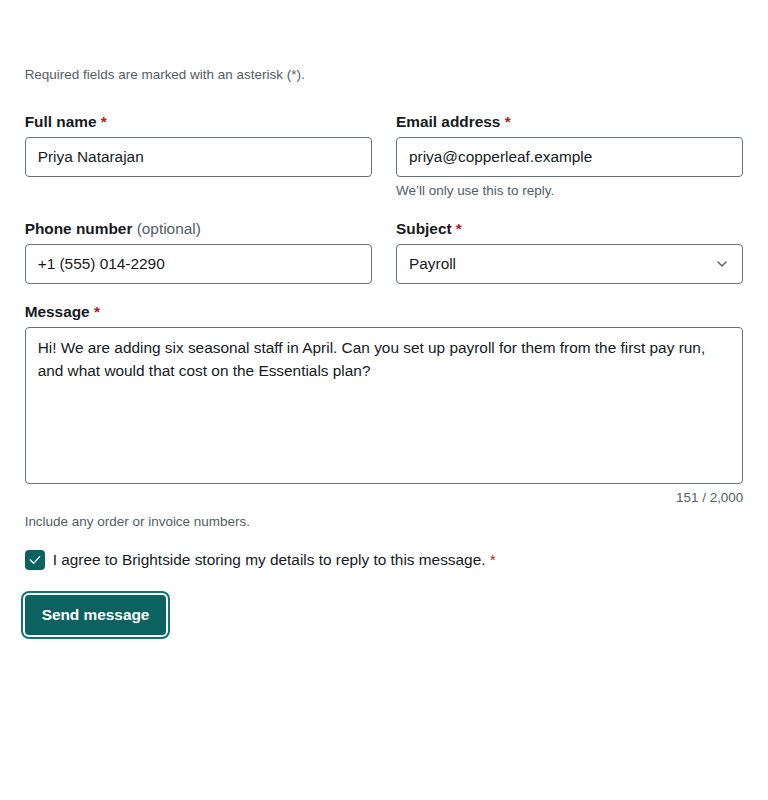 Required fields are marked with an asterisk (*).
Full name *
Email address *
Priya Natarajan
priya@copperleaf.example
We’ll only use this to reply.
Phone number (optional)
Subject *
+1 (555) 014-2290
Payroll
Message *
Hi! We are adding six seasonal staff in April. Can you set up payroll for them from the first pay run,
and what would that cost on the Essentials plan?
151 / 2,000
Include any order or invoice numbers.
I agree to Brightside storing my details to reply to this message. *
Send message